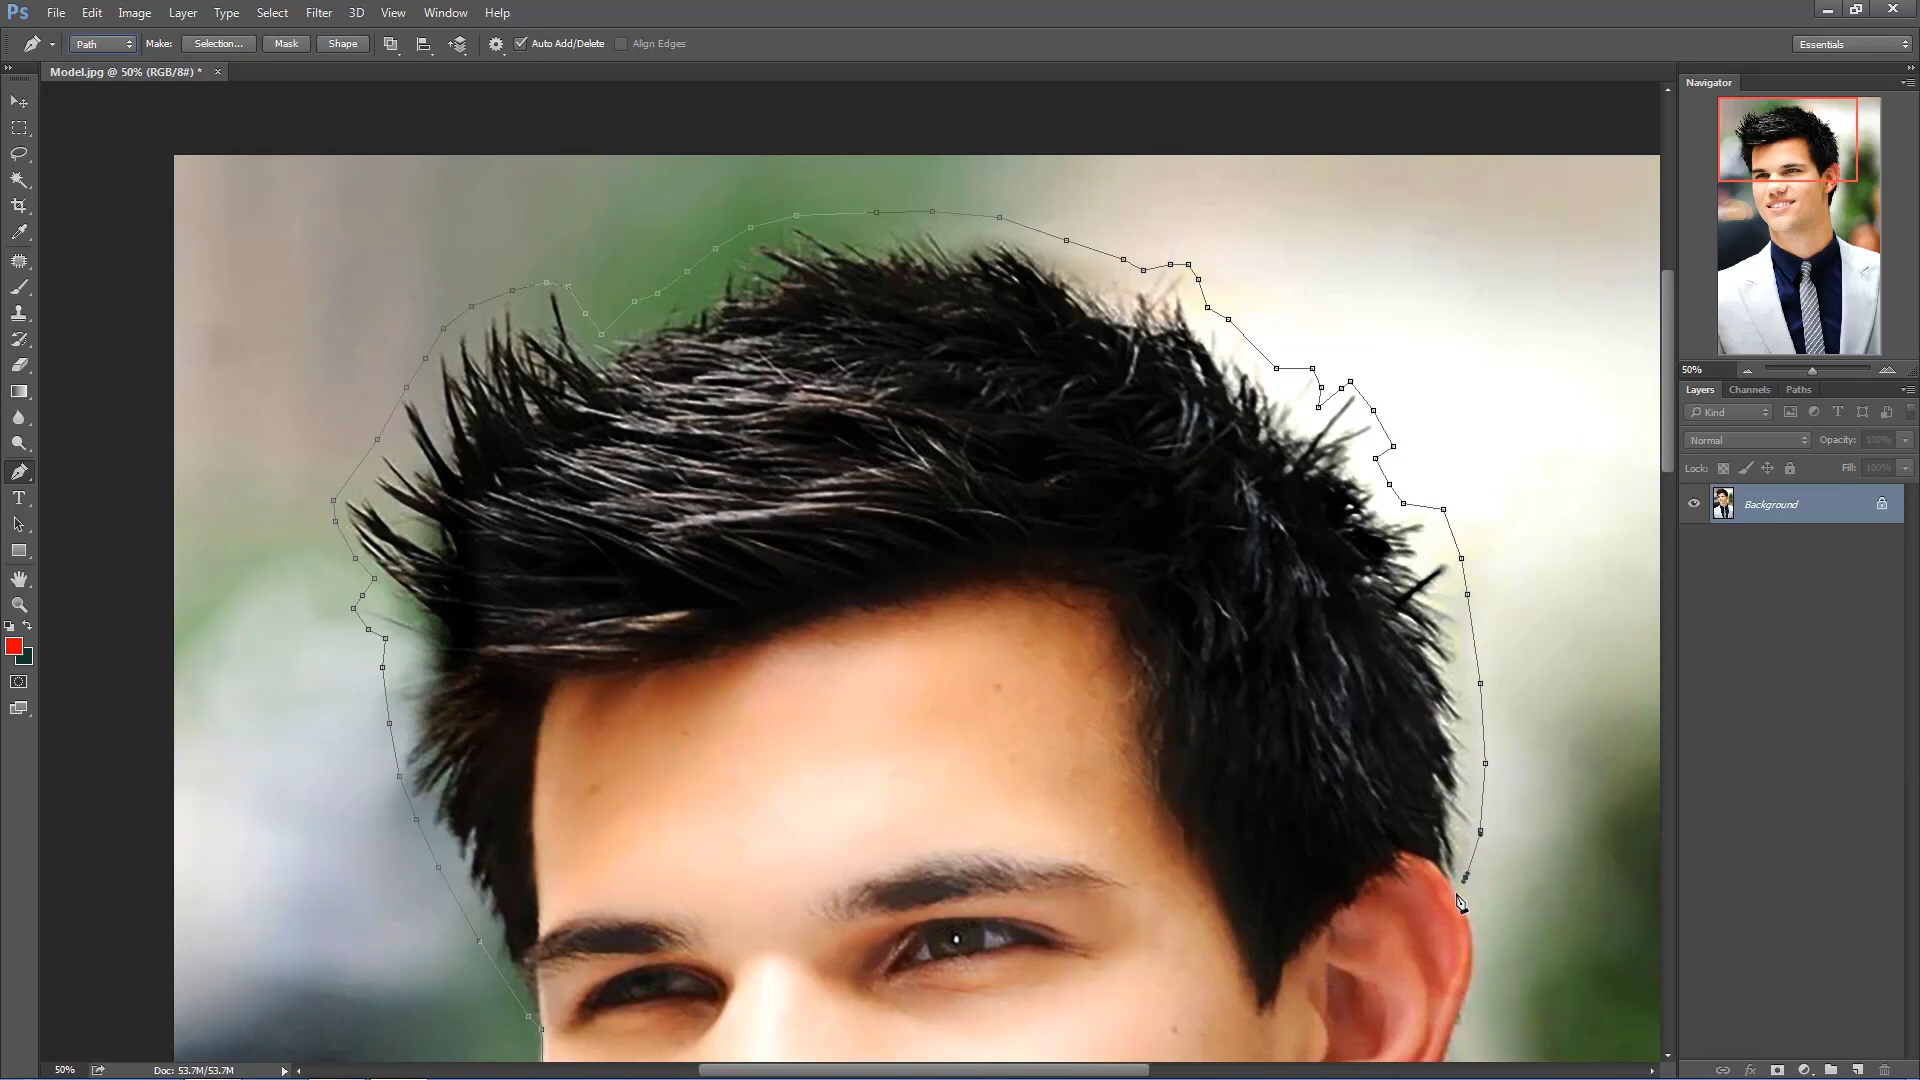 Ps File Edit Image Layer Type Select Filter 3D View Window Help
Path Make: Selection... Mask Shape Auto Add/Delete Align Edges Essentials
Model.jpg @ 50% (RGB/8#) * ×
Navigator
50%
Layers Channels Paths
Kind
Normal Opacity: 100%
Lock: Fill: 100%
Background
T
50% Doc: 53.7M/53.7M
fx